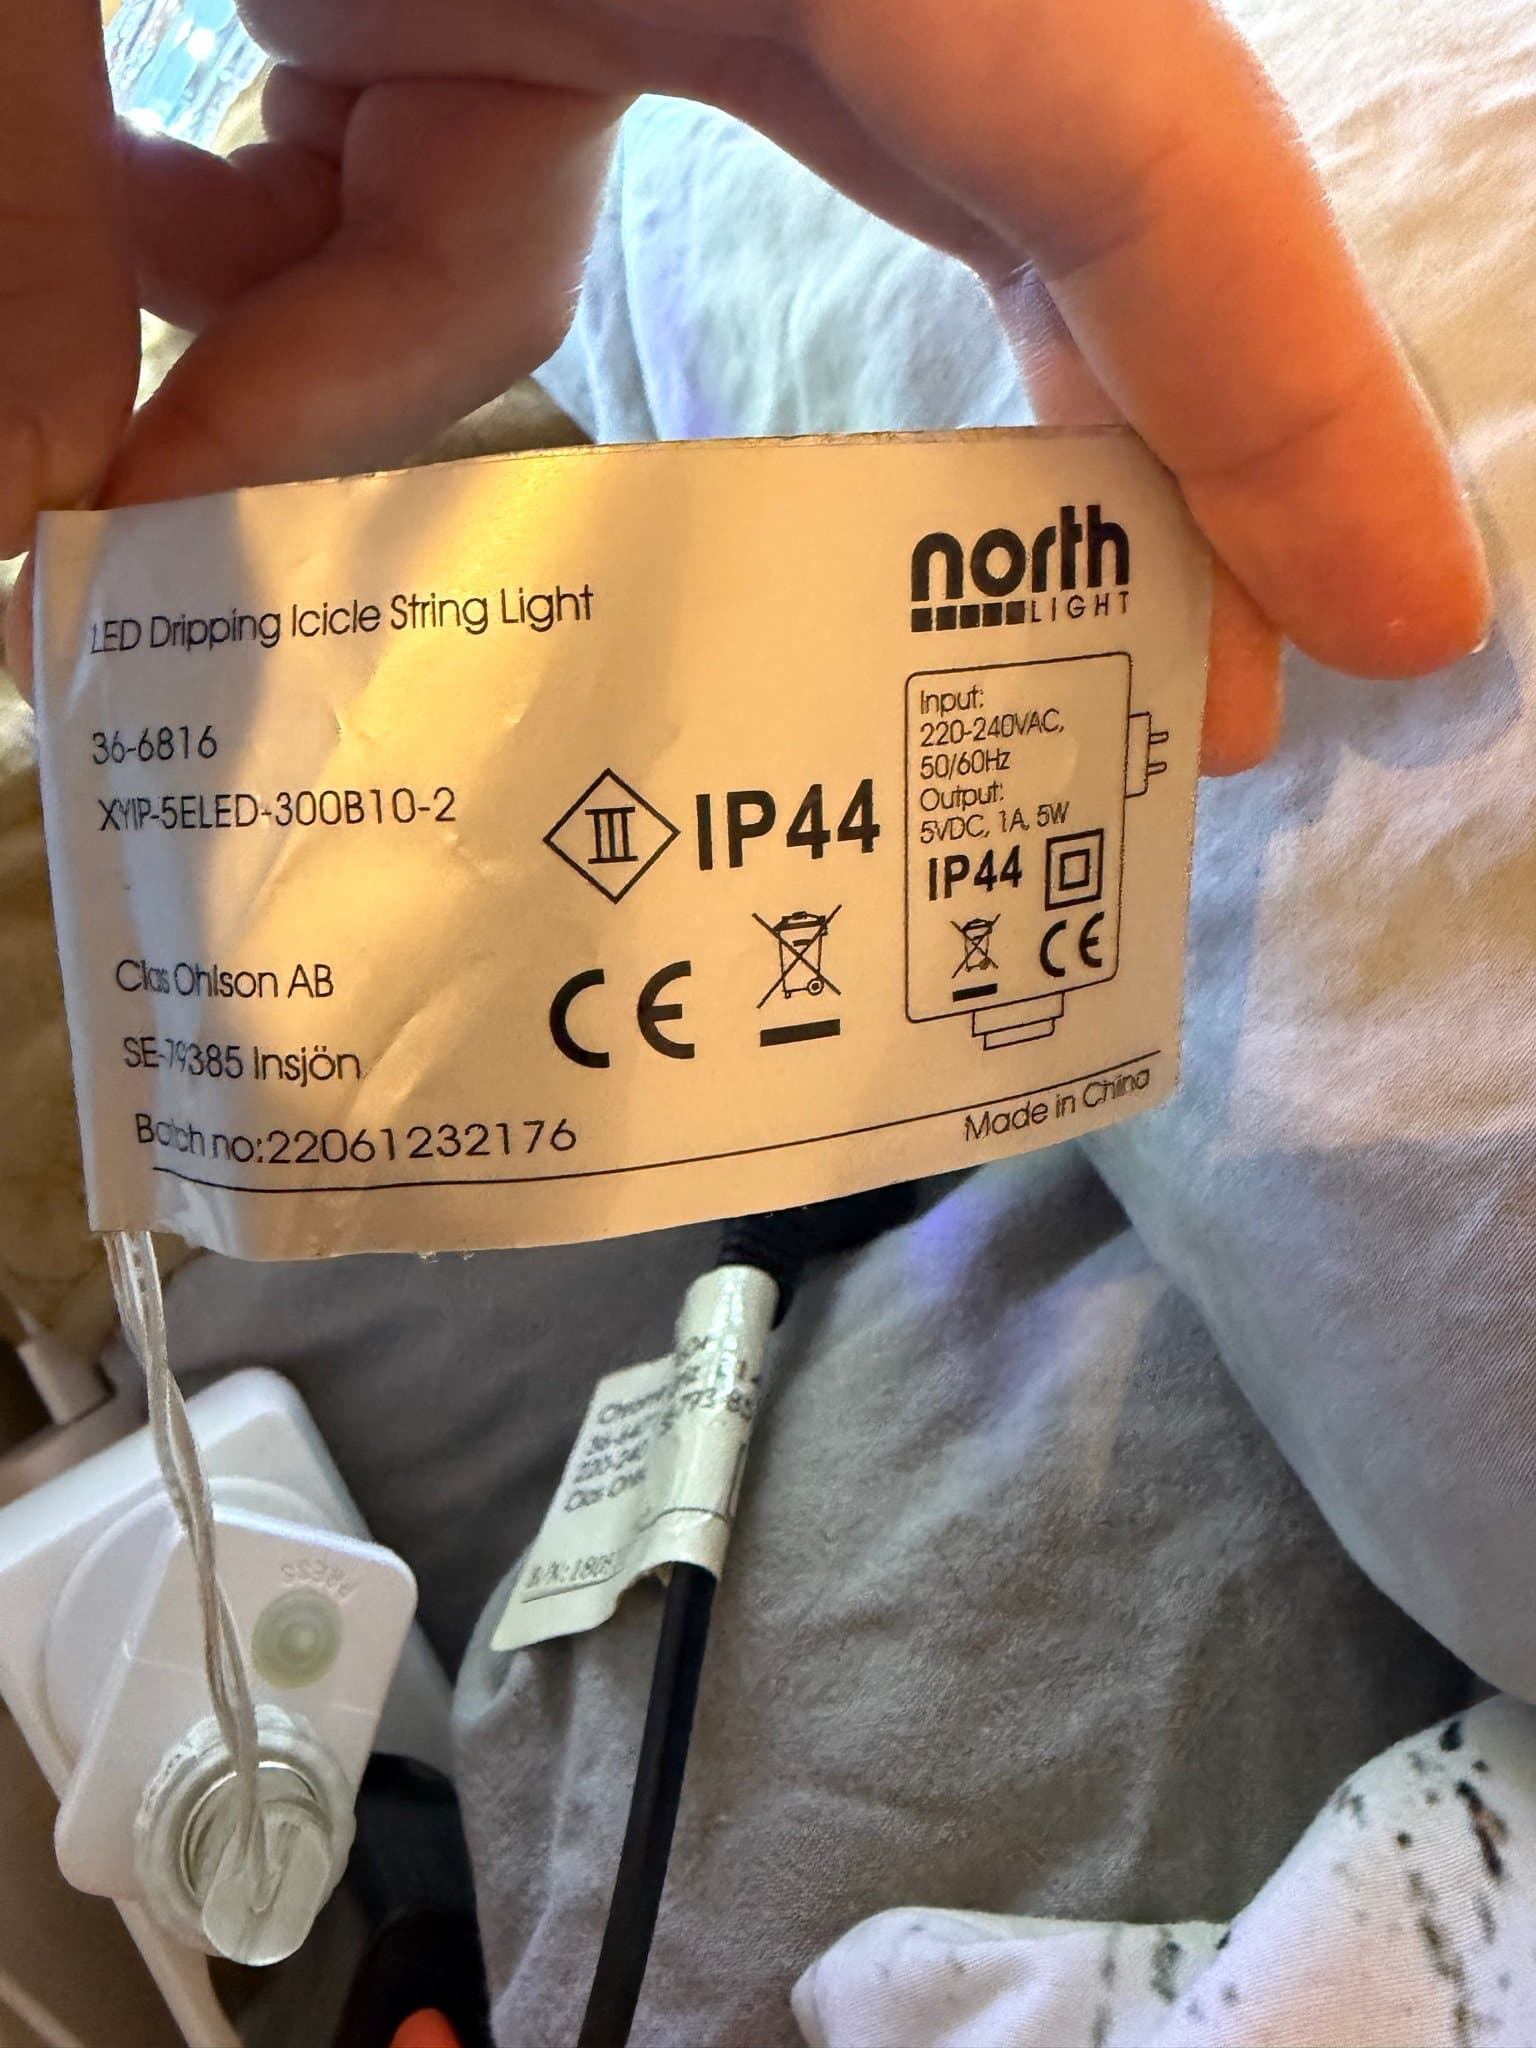 LED Dripping Icicle String Light
36-6816
XYIP-5ELED-300B10-2
Clas Ohlson AB
SE-79385 Insjön
Batch no:22061232176
III
IP44
CE
north
LIGHT
Input:
220-240VAC,
50/60Hz
Output:
5VDC, 1A, 5W
IP44
CE
Made in China
PRESS